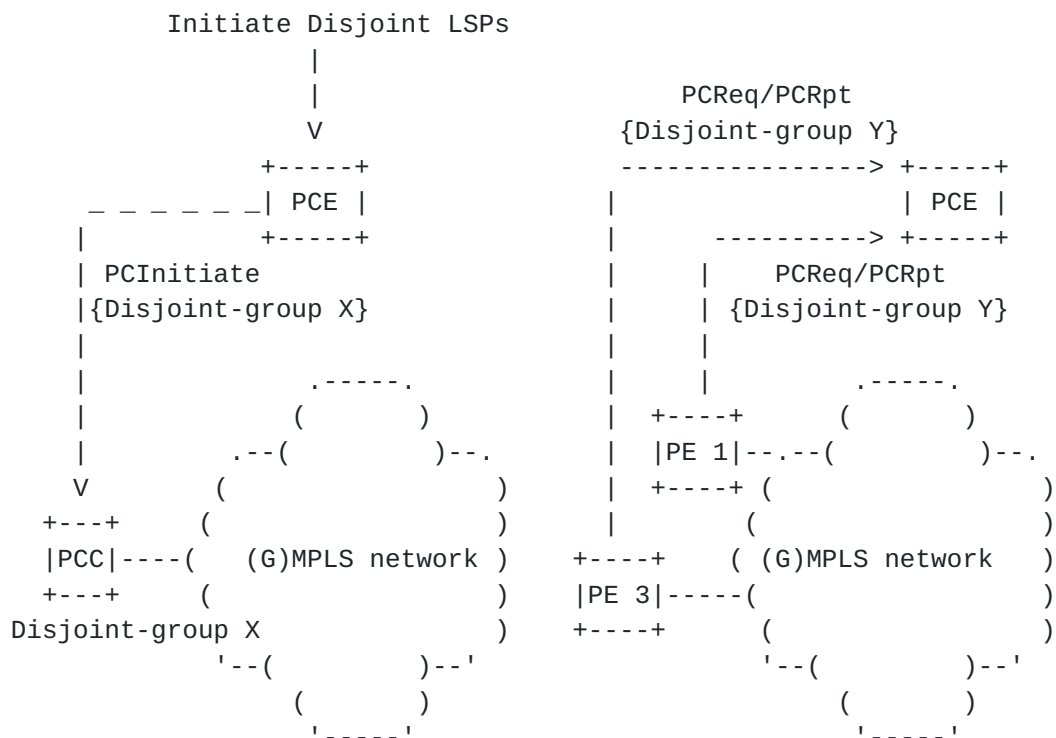 Initiate Disjoint LSPs
PCReq/PCRpt
{Disjoint-group Y}
PCE
PCE
PCInitiate
{Disjoint-group X}
PCReq/PCRpt
{Disjoint-group Y}
PE 1
PCC
(G)MPLS network
(G)MPLS network
PE 3
Disjoint-group X